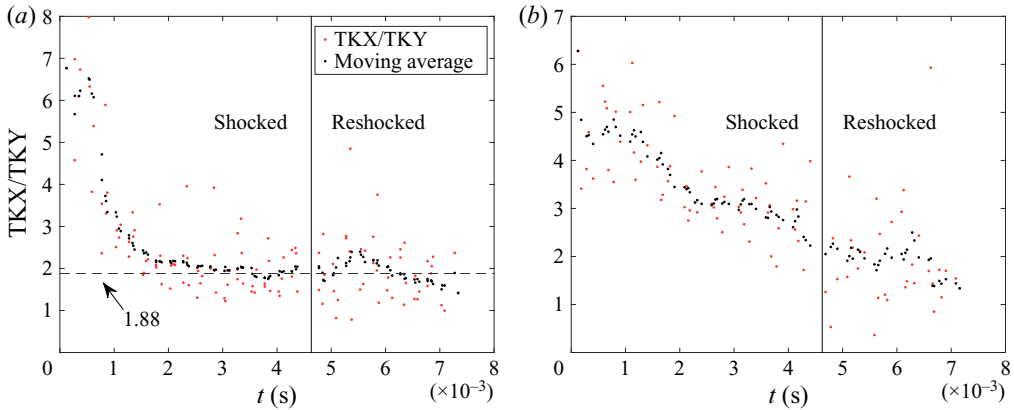 (a)
8
7
6
5
4
3
2
1
0
TKX/TKY
TKX/TKY
Moving average
Shocked
Reshocked
1.88
1 2 3 4 5 6 7 8
t (s)
(×10−3)
(b)
7
6
5
4
3
2
1
0
Shocked
Reshocked
1 2 3 4 5 6 7 8
t (s)
(×10−3)